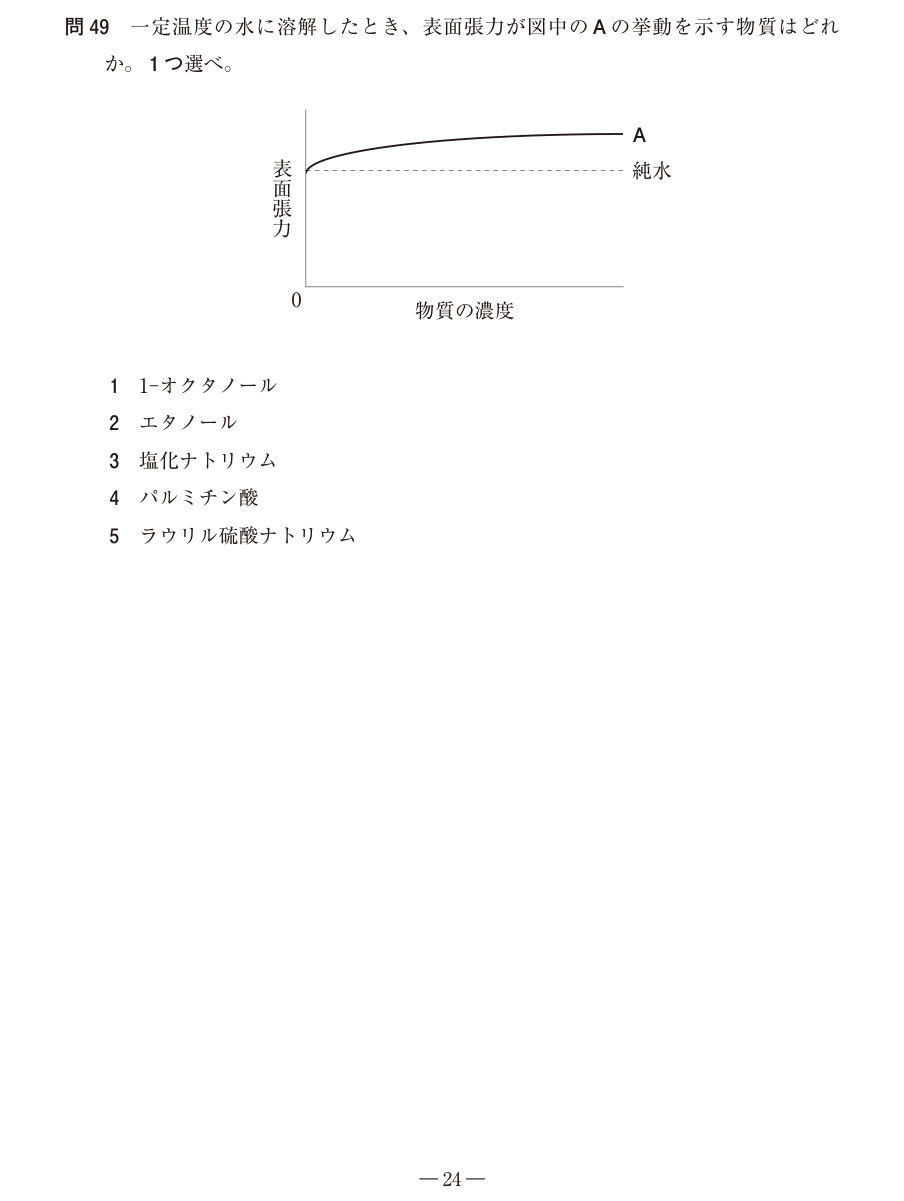 問 49　一定温度の水に溶解したとき、表面張力が図中の A の挙動を示す物質はどれ
か。1 つ選べ。
A
純水
表面張力
0
物質の濃度
1　1-オクタノール
2　エタノール
3　塩化ナトリウム
4　パルミチン酸
5　ラウリル硫酸ナトリウム
— 24 —